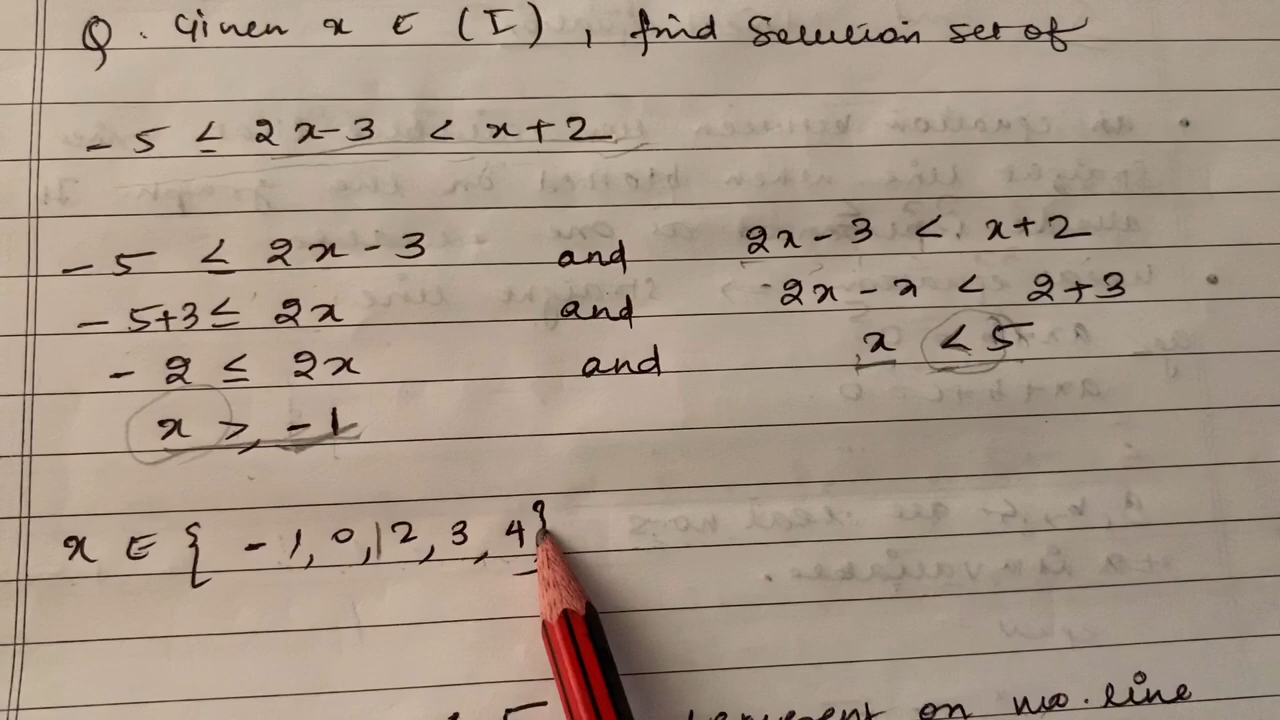 Q. Given x ∈ (I), find Solution set of
- 5 ≤ 2x-3 < x+2
- 5 ≤ 2x - 3 and 2x - 3 < x+2
- 5+3 ≤ 2x and 2x - x < 2+3
- 2 ≤ 2x and x < 5
x ≥ -1
x ∈ { -1, 0, 1 2, 3, 4}
on no. line